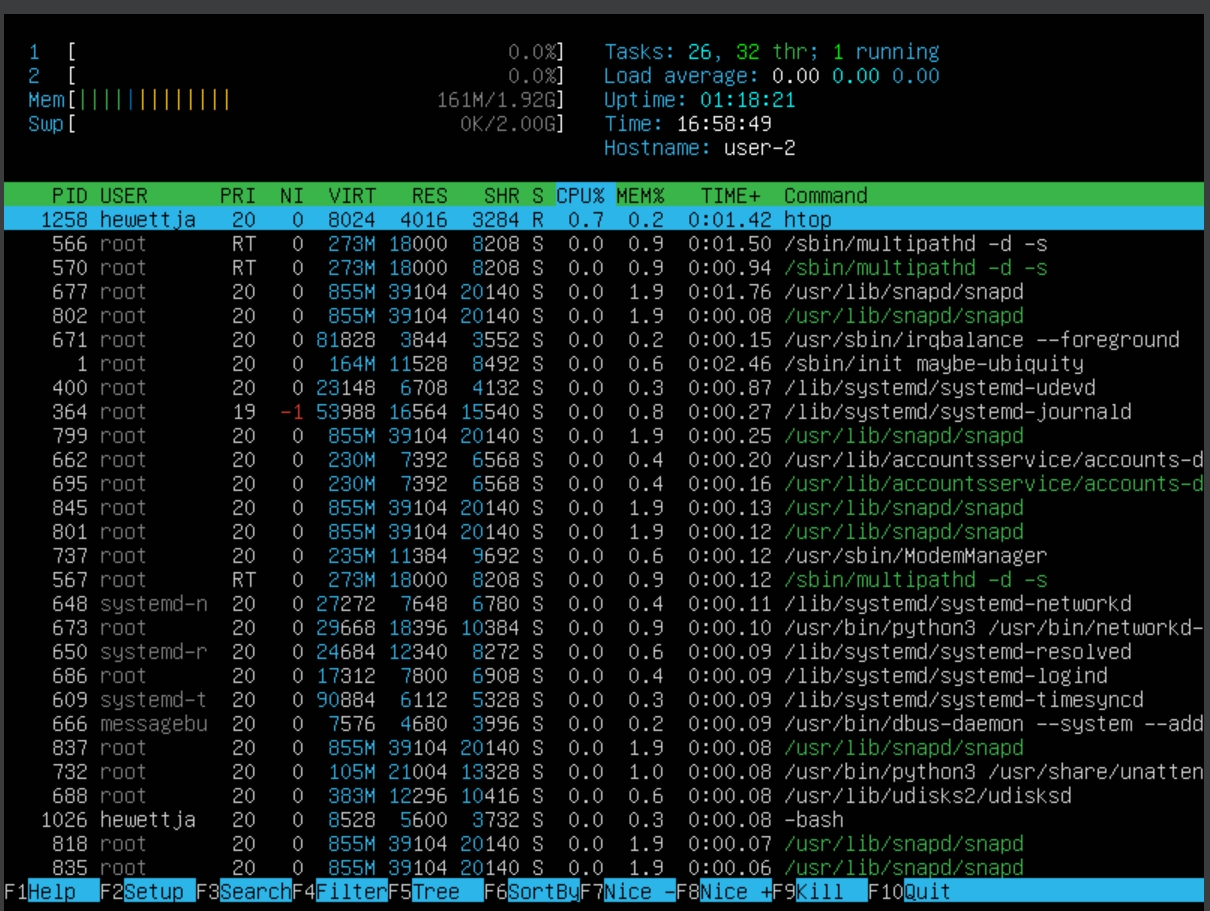 1 [ 0.0%] Tasks: 26, 32 thr; 1 running
2 [ 0.0%] Load average: 0.00 0.00 0.00
Mem[||||||||||||| 161M/1.92G] Uptime: 01:18:21
Swp[ 0K/2.00G] Time: 16:58:49
Hostname: user-2
PID USER PRI NI VIRT RES SHR S CPU% MEM% TIME+ Command
1258 hewettja 20 0 8024 4016 3284 R 0.7 0.2 0:01.42 htop
566 root RT 0 273M 18000 8208 S 0.0 0.9 0:01.50 /sbin/multipathd -d -s
570 root RT 0 273M 18000 8208 S 0.0 0.9 0:00.94 /sbin/multipathd -d -s
677 root 20 0 855M 39104 20140 S 0.0 1.9 0:01.76 /usr/lib/snapd/snapd
802 root 20 0 855M 39104 20140 S 0.0 1.9 0:00.08 /usr/lib/snapd/snapd
671 root 20 0 81828 3844 3552 S 0.0 0.2 0:00.15 /usr/sbin/irqbalance --foreground
1 root 20 0 164M 11528 8492 S 0.0 0.6 0:02.46 /sbin/init maybe-ubiquity
400 root 20 0 23148 6708 4132 S 0.0 0.3 0:00.87 /lib/systemd/systemd-udevd
364 root 19 -1 53988 16564 15540 S 0.0 0.8 0:00.27 /lib/systemd/systemd-journald
799 root 20 0 855M 39104 20140 S 0.0 1.9 0:00.25 /usr/lib/snapd/snapd
662 root 20 0 230M 7392 6568 S 0.0 0.4 0:00.20 /usr/lib/accountsservice/accounts-d
695 root 20 0 230M 7392 6568 S 0.0 0.4 0:00.16 /usr/lib/accountsservice/accounts-d
845 root 20 0 855M 39104 20140 S 0.0 1.9 0:00.13 /usr/lib/snapd/snapd
801 root 20 0 855M 39104 20140 S 0.0 1.9 0:00.12 /usr/lib/snapd/snapd
737 root 20 0 235M 11384 9692 S 0.0 0.6 0:00.12 /usr/sbin/ModemManager
567 root RT 0 273M 18000 8208 S 0.0 0.9 0:00.12 /sbin/multipathd -d -s
648 systemd-n 20 0 27272 7648 6780 S 0.0 0.4 0:00.11 /lib/systemd/systemd-networkd
673 root 20 0 29668 18396 10384 S 0.0 0.9 0:00.10 /usr/bin/python3 /usr/bin/networkd-
650 systemd-r 20 0 24684 12340 8272 S 0.0 0.6 0:00.09 /lib/systemd/systemd-resolved
686 root 20 0 17312 7800 6908 S 0.0 0.4 0:00.09 /lib/systemd/systemd-logind
609 systemd-t 20 0 90884 6112 5328 S 0.0 0.3 0:00.09 /lib/systemd/systemd-timesyncd
666 messagebu 20 0 7576 4680 3996 S 0.0 0.2 0:00.09 /usr/bin/dbus-daemon --system --add
837 root 20 0 855M 39104 20140 S 0.0 1.9 0:00.08 /usr/lib/snapd/snapd
732 root 20 0 105M 21004 13328 S 0.0 1.0 0:00.08 /usr/bin/python3 /usr/share/unatten
688 root 20 0 383M 12296 10416 S 0.0 0.6 0:00.08 /usr/lib/udisks2/udisksd
1026 hewettja 20 0 8528 5600 3732 S 0.0 0.3 0:00.08 -bash
818 root 20 0 855M 39104 20140 S 0.0 1.9 0:00.07 /usr/lib/snapd/snapd
835 root 20 0 855M 39104 20140 S 0.0 1.9 0:00.06 /usr/lib/snapd/snapd
F1Help F2Setup F3SearchF4FilterF5Tree F6SortByF7Nice -F8Nice +F9Kill F10Quit